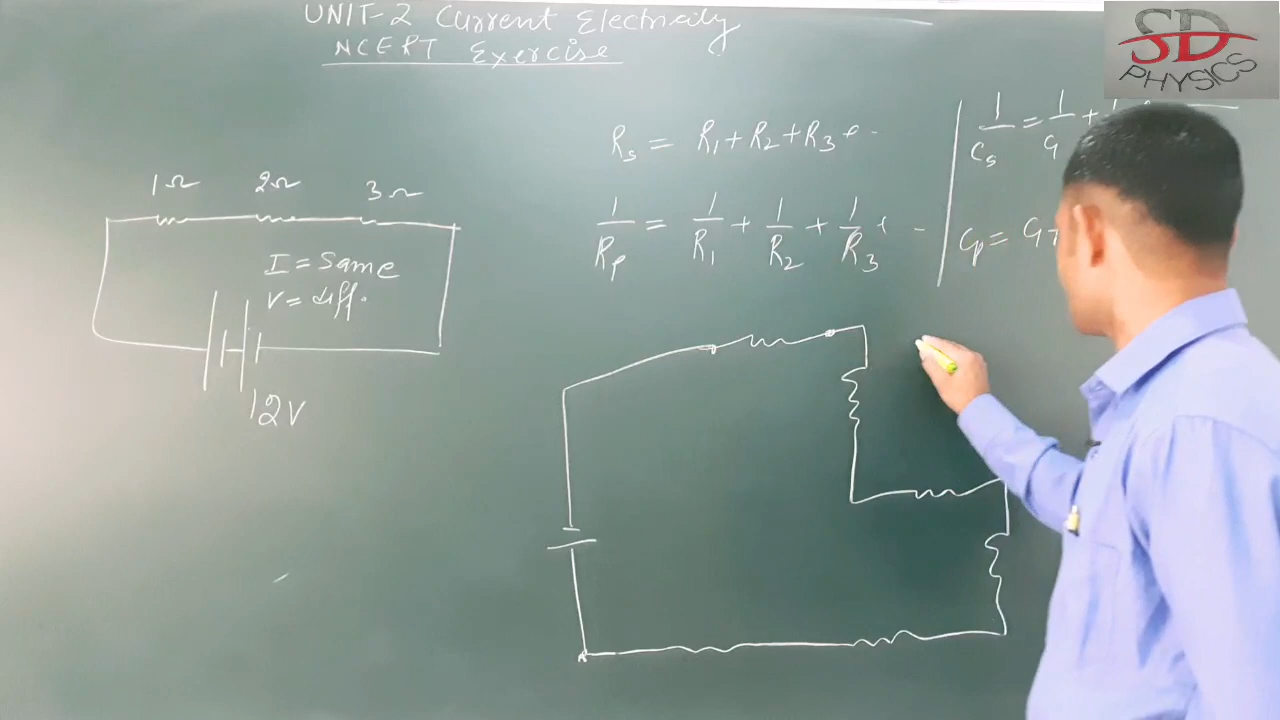 UNIT-2 Current Electricity
NCERT Exercise
SD
PHYSICS
Rs = R1 + R2 + R3 + -
1/Rp = 1/R1 + 1/R2 + 1/R3 + -
1/Cs = 1/C1 +
Cp = C1 +
1Ω 2Ω 3Ω
I = Same
V = diff.
12V